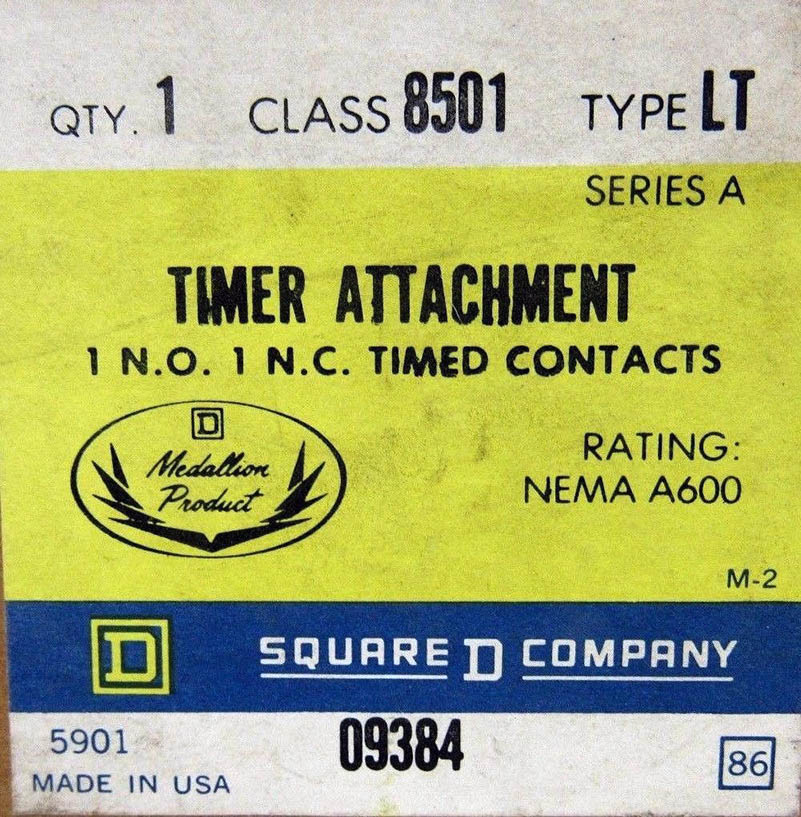 QTY. 1 CLASS 8501 TYPE LT
SERIES A
TIMER ATTACHMENT
1 N.O. 1 N.C. TIMED CONTACTS
D
Medallion
Product
RATING:
NEMA A600
M-2
D SQUARE D COMPANY
5901 09384
MADE IN USA 86